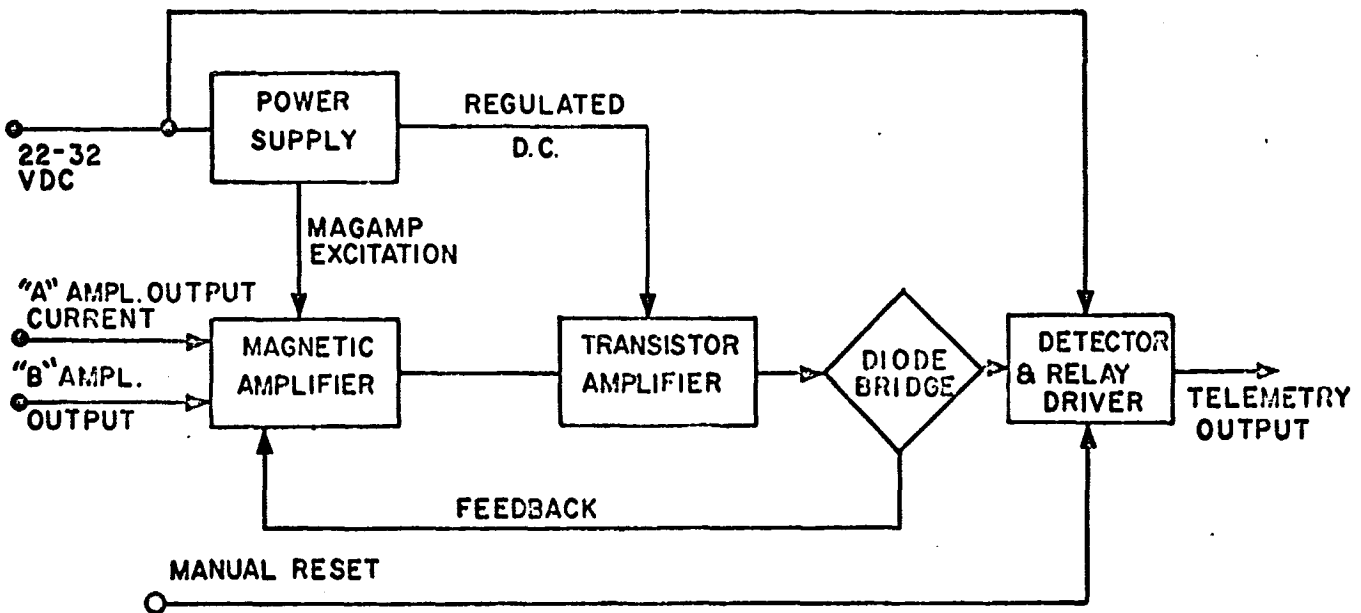 POWER
SUPPLY
REGULATED
D.C.
22-32
VDC
MAGAMP
EXCITATION
"A" AMPL. OUTPUT
CURRENT
"B" AMPL.
OUTPUT
MAGNETIC
AMPLIFIER
TRANSISTOR
AMPLIFIER
DIODE
BRIDGE
DETECTOR
& RELAY
DRIVER
TELEMETRY
OUTPUT
FEEDBACK
MANUAL RESET